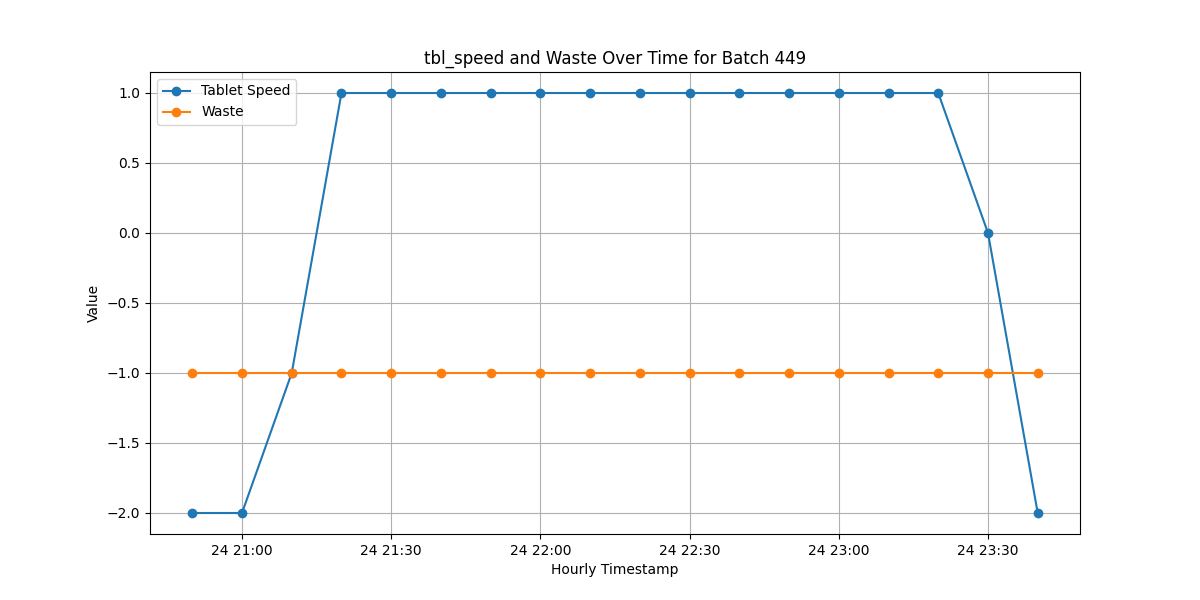 tbl_speed and Waste Over Time for Batch 449
Tablet Speed
Waste
1.0
0.5
0.0
−0.5
−1.0
−1.5
−2.0
Value
24 21:00 24 21:30 24 22:00 24 22:30 24 23:00 24 23:30
Hourly Timestamp